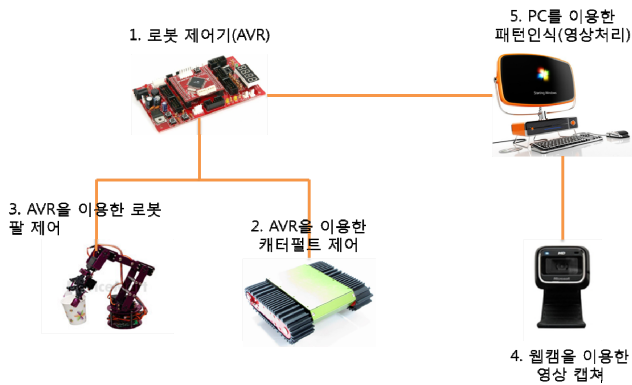 1. 로봇 제어기(AVR)
5. PC를 이용한
패턴인식(영상처리)
3. AVR을 이용한 로봇
팔 제어
2. AVR을 이용한
캐터펄트 제어
4. 웹캠을 이용한
영상 캡쳐